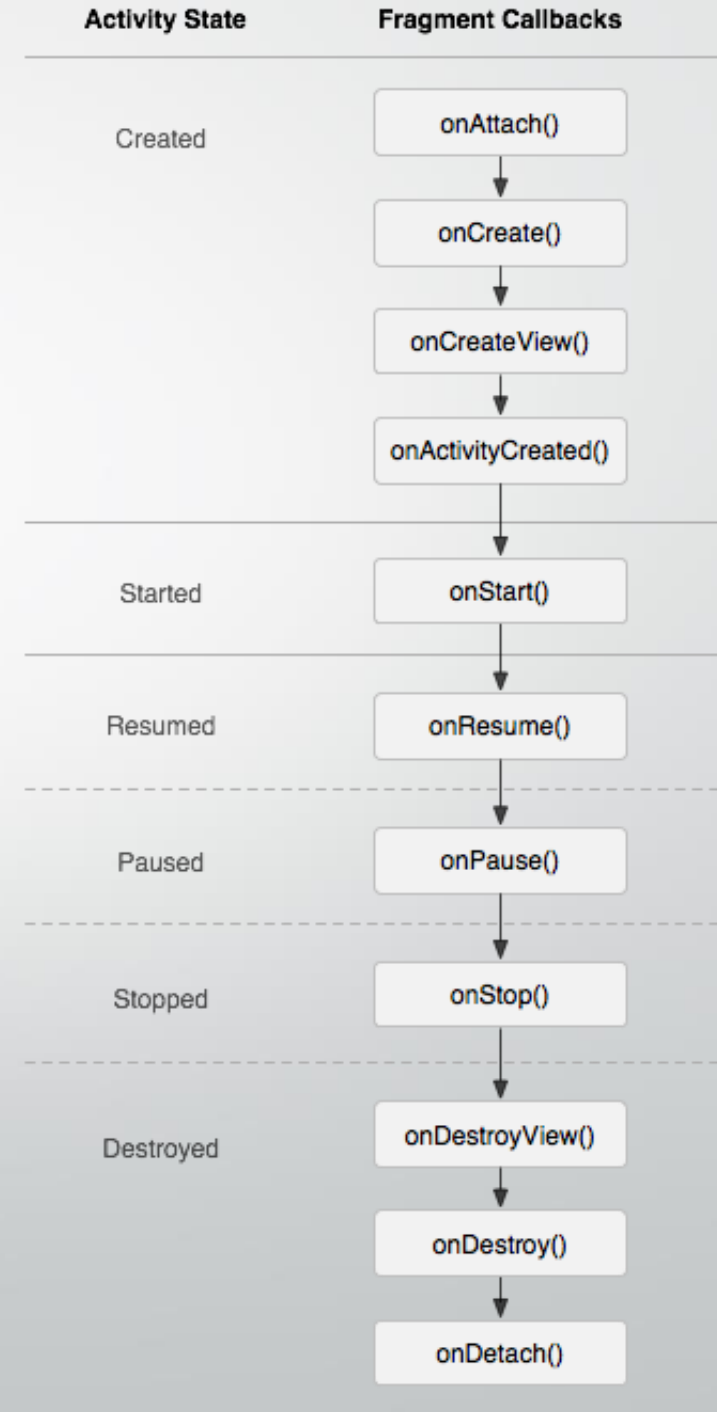 Activity State Fragment Callbacks
Created
onAttach()
onCreate()
onCreateView()
onActivityCreated()
Started
onStart()
Resumed
onResume()
Paused
onPause()
Stopped
onStop()
Destroyed
onDestroyView()
onDestroy()
onDetach()